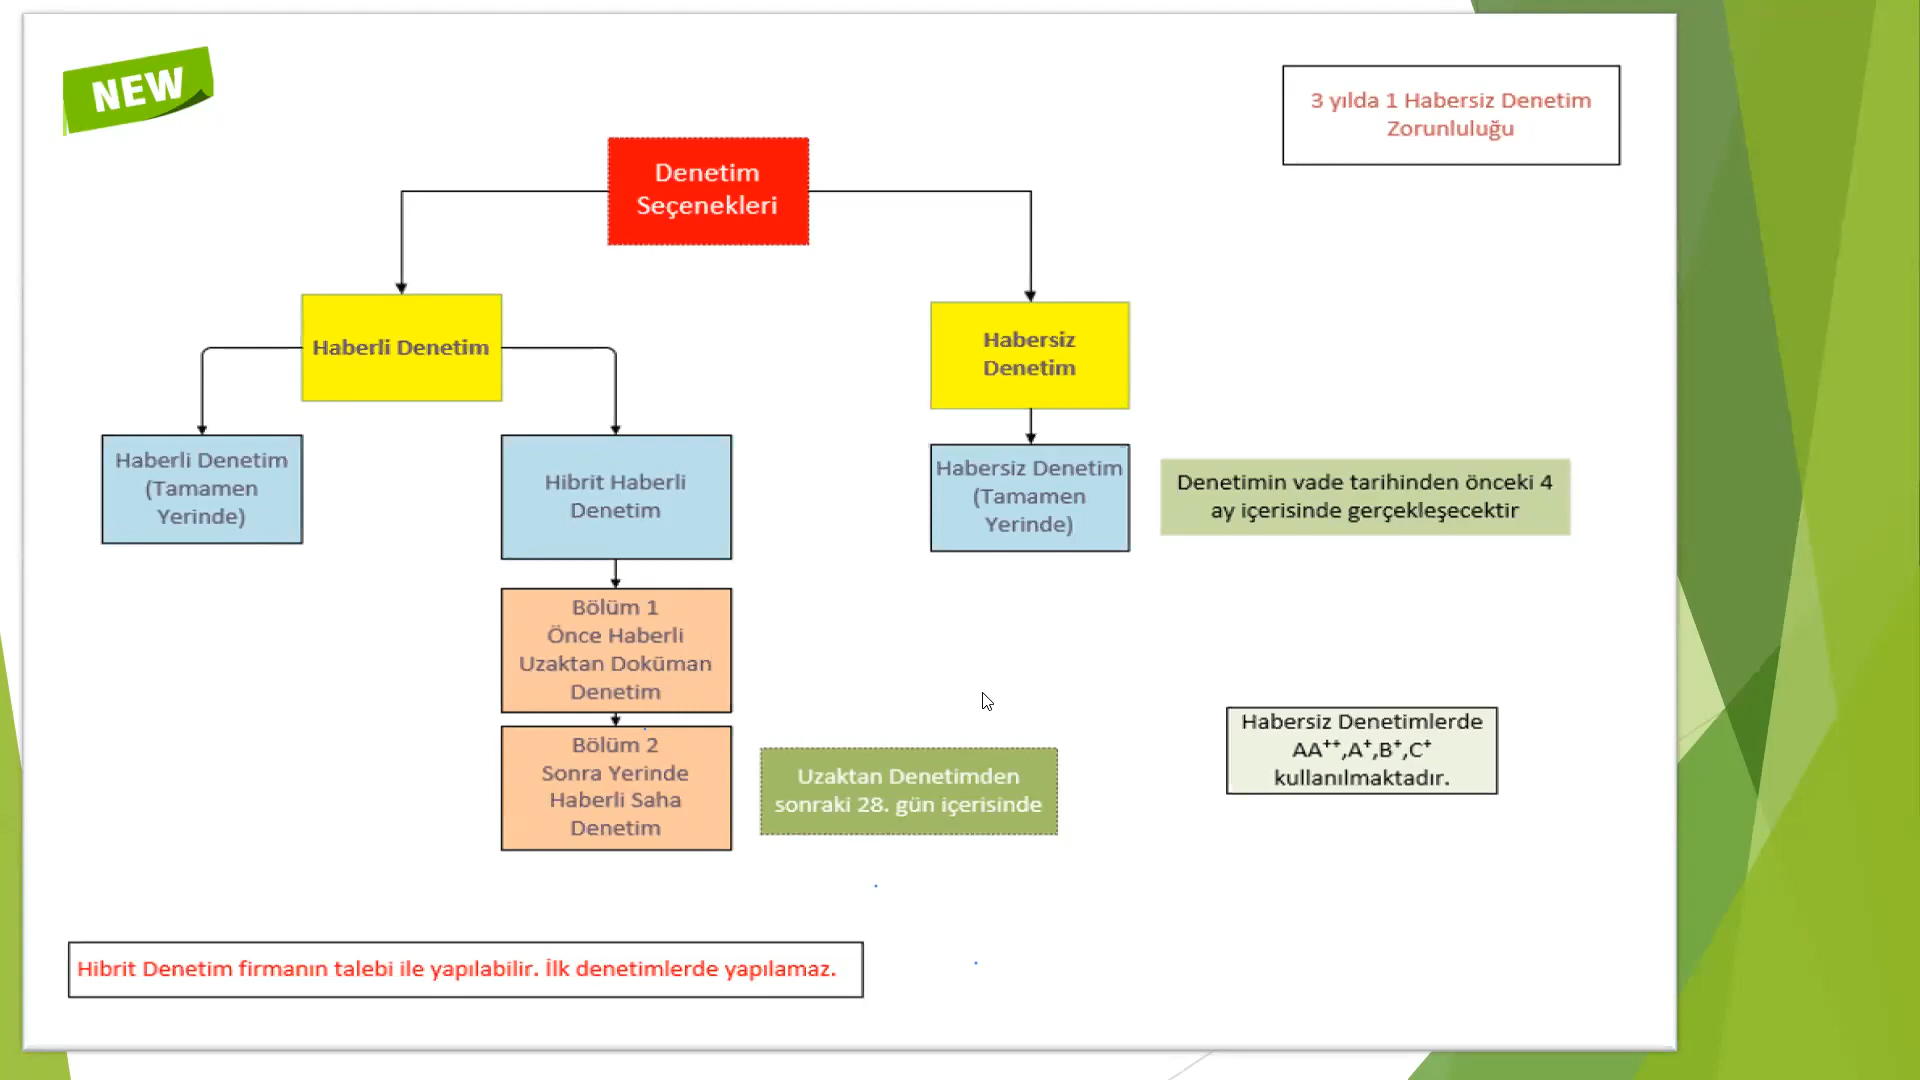 NEW
3 yılda 1 Habersiz Denetim
Zorunluluğu
Denetim
Seçenekleri
Haberli Denetim
Habersiz
Denetim
Haberli Denetim
(Tamamen
Yerinde)
Hibrit Haberli
Denetim
Habersiz Denetim
(Tamamen
Yerinde)
Denetimin vade tarihinden önceki 4
ay içerisinde gerçekleşecektir
Bölüm 1
Önce Haberli
Uzaktan Doküman
Denetim
Bölüm 2
Sonra Yerinde
Haberli Saha
Denetim
Uzaktan Denetimden
sonraki 28. gün içerisinde
Habersiz Denetimlerde
AA⁺⁺,A⁺,B⁺,C⁺
kullanılmaktadır.
Hibrit Denetim firmanın talebi ile yapılabilir. İlk denetimlerde yapılamaz.